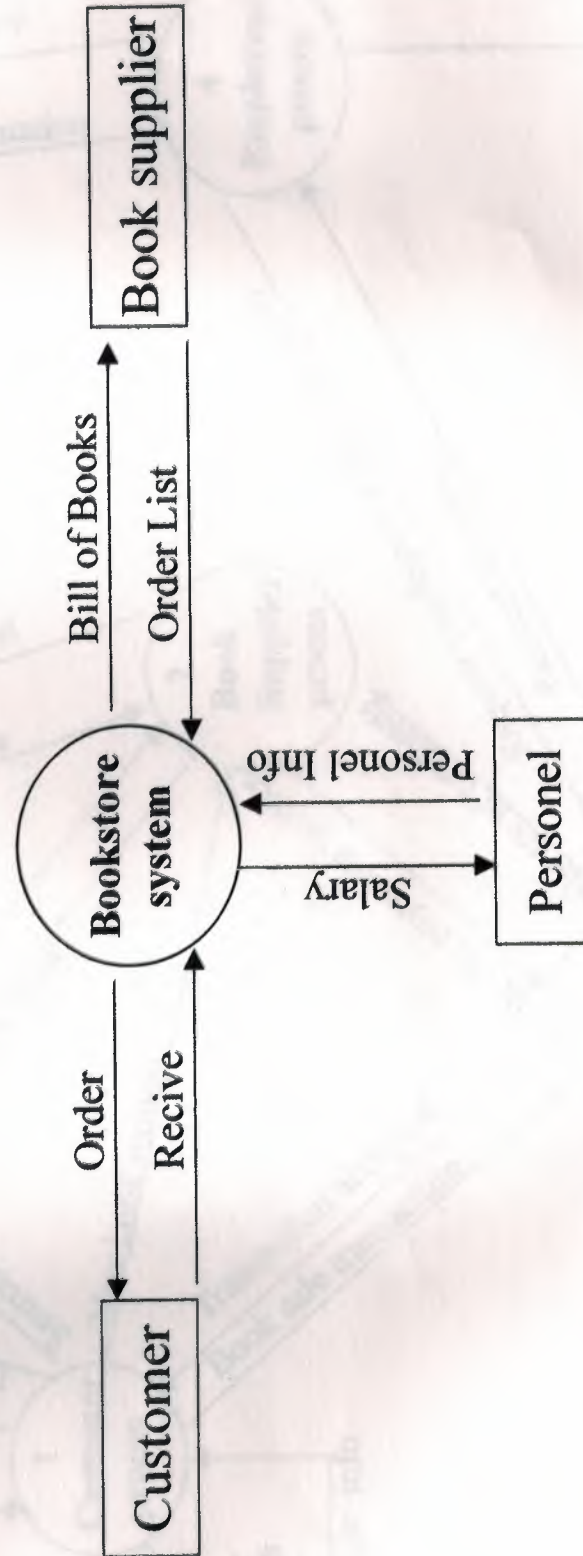 Customer
Order
Recive
Bookstore
system
Bill of Books
Order List
Book supplier
Salary
Personel Info
Personel